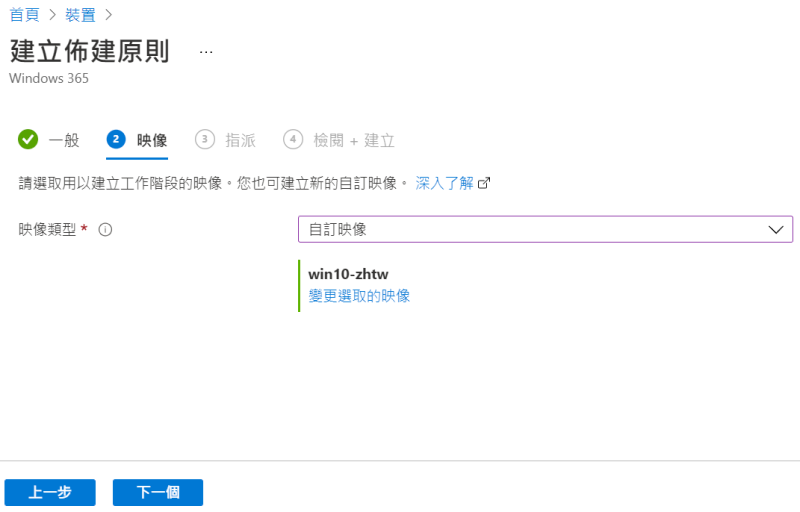 首頁 > 裝置 >
建立佈建原則 ...
Windows 365
一般 2 映像 3 指派 4 檢閱 + 建立
請選取用以建立工作階段的映像。您也可建立新的自訂映像。 深入了解
映像類型 * 自訂映像
win10-zhtw
變更選取的映像
上一步 下一個